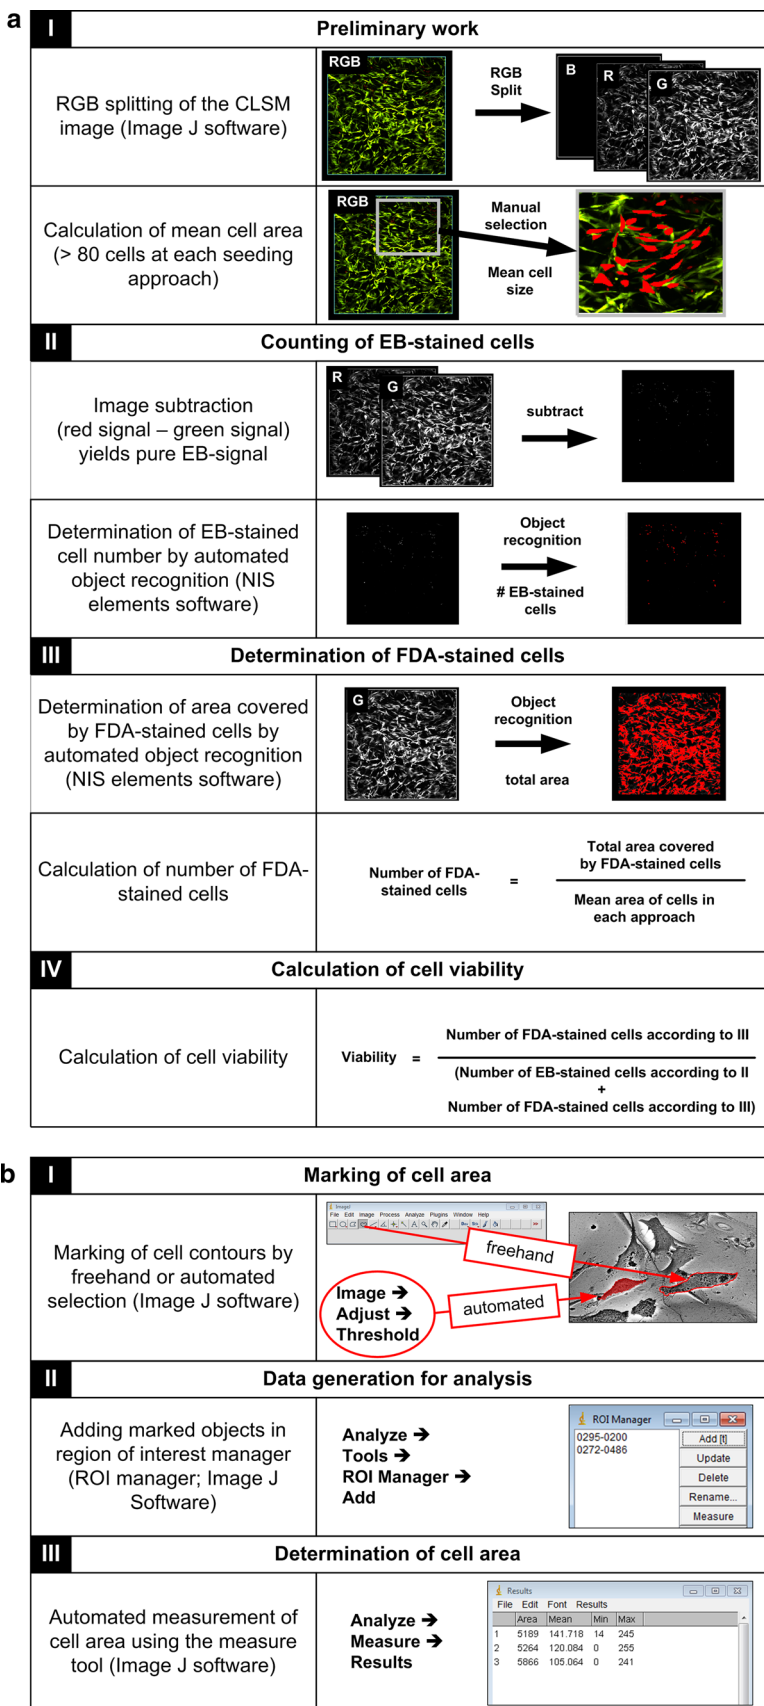 a
I
Preliminary work
RGB splitting of the CLSM
image (Image J software)
RGB
RGB
Split
B
R
G
Calculation of mean cell area
(> 80 cells at each seeding
approach)
RGB
Manual
selection
Mean cell
size
II
Counting of EB-stained cells
Image subtraction
(red signal – green signal)
yields pure EB-signal
R
G
subtract
Determination of EB-stained
cell number by automated
object recognition (NIS
elements software)
Object
recognition
# EB-stained
cells
III
Determination of FDA-stained cells
Determination of area covered
by FDA-stained cells by
automated object recognition
(NIS elements software)
G
Object
recognition
total area
Calculation of number of FDA-
stained cells
Number of FDA-
stained cells
=
Total area covered
by FDA-stained cells
Mean area of cells in
each approach
IV
Calculation of cell viability
Calculation of cell viability
Viability =
Number of FDA-stained cells according to III
(Number of EB-stained cells according to II
+
Number of FDA-stained cells according to III)
b
I
Marking of cell area
Marking of cell contours by
freehand or automated
selection (Image J software)
ImageJ
File Edit Image Process Analyze Plugins Window Help
freehand
Image ➔
Adjust ➔
Threshold
automated
II
Data generation for analysis
Adding marked objects in
region of interest manager
(ROI manager; Image J
Software)
Analyze ➔
Tools ➔
ROI Manager ➔
Add
ROI Manager
0295-0200
0272-0486
Add [t]
Update
Delete
Rename...
Measure
III
Determination of cell area
Automated measurement of
cell area using the measure
tool (Image J software)
Analyze ➔
Measure ➔
Results
Results
File Edit Font Results
Area Mean Min Max
1 5189 141.718 14 245
2 5264 120.084 0 255
3 5866 105.064 0 241